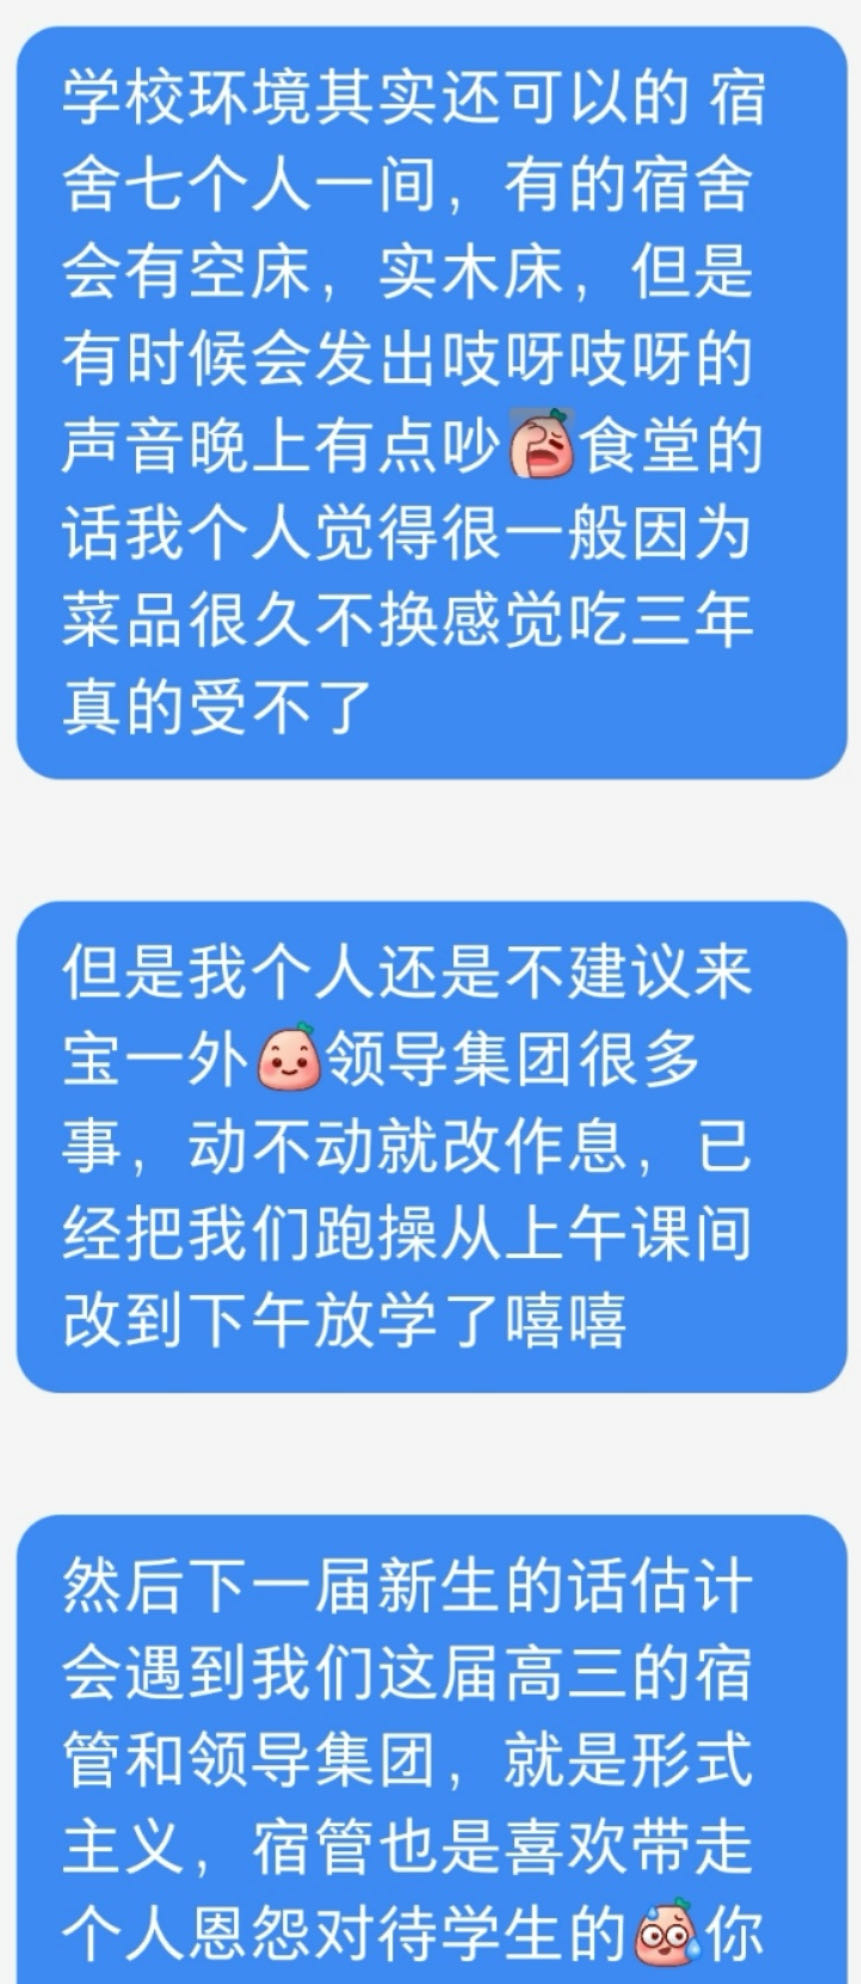 学校环境其实还可以的 宿
舍七个人一间，有的宿舍
会有空床，实木床，但是
有时候会发出吱呀吱呀的
声音晚上有点吵食堂的
话我个人觉得很一般因为
菜品很久不换感觉吃三年
真的受不了
但是我个人还是不建议来
宝一外领导集团很多
事，动不动就改作息，已
经把我们跑操从上午课间
改到下午放学了嘻嘻
然后下一届新生的话估计
会遇到我们这届高三的宿
管和领导集团，就是形式
主义，宿管也是喜欢带走
个人恩怨对待学生的你